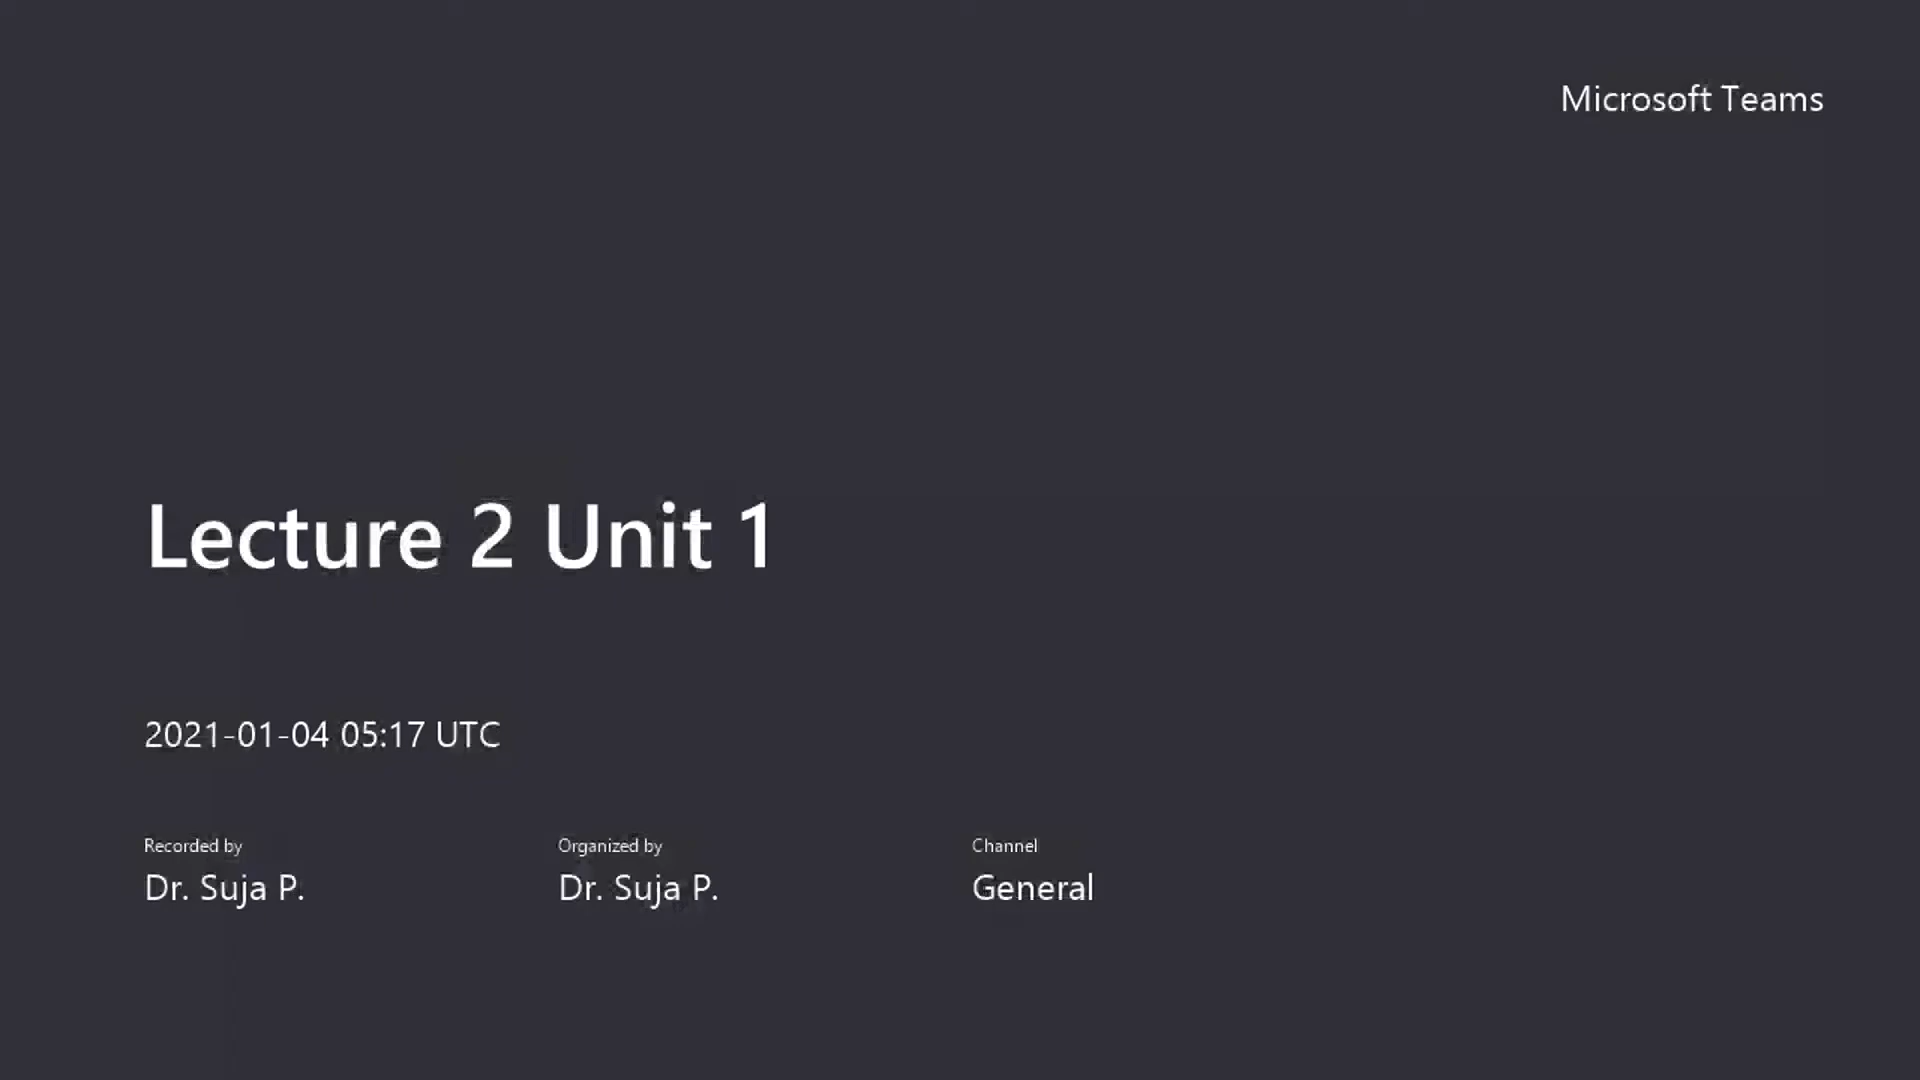 Microsoft Teams
Lecture 2 Unit 1
2021-01-04 05:17 UTC
Recorded by
Dr. Suja P.
Organized by
Dr. Suja P.
Channel
General